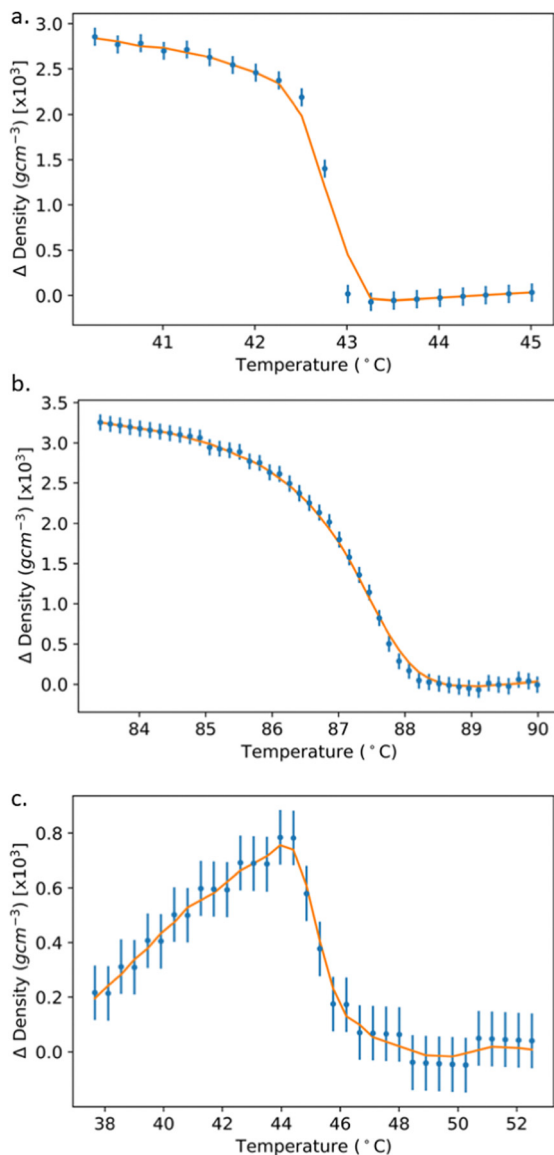 a.
Δ Density (gcm⁻³) [x10³]
3.0
2.5
2.0
1.5
1.0
0.5
0.0
41 42 43 44 45
Temperature (°C)
b.
Δ Density (gcm⁻³) [x10³]
3.5
3.0
2.5
2.0
1.5
1.0
0.5
0.0
84 85 86 87 88 89 90
Temperature (°C)
c.
Δ Density (gcm⁻³) [x10³]
0.8
0.6
0.4
0.2
0.0
38 40 42 44 46 48 50 52
Temperature (°C)